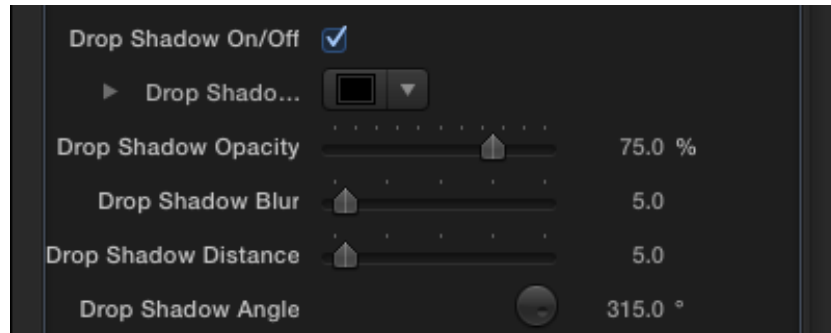 Drop Shadow On/Off
Drop Shado...
Drop Shadow Opacity 75.0 %
Drop Shadow Blur 5.0
Drop Shadow Distance 5.0
Drop Shadow Angle 315.0 °